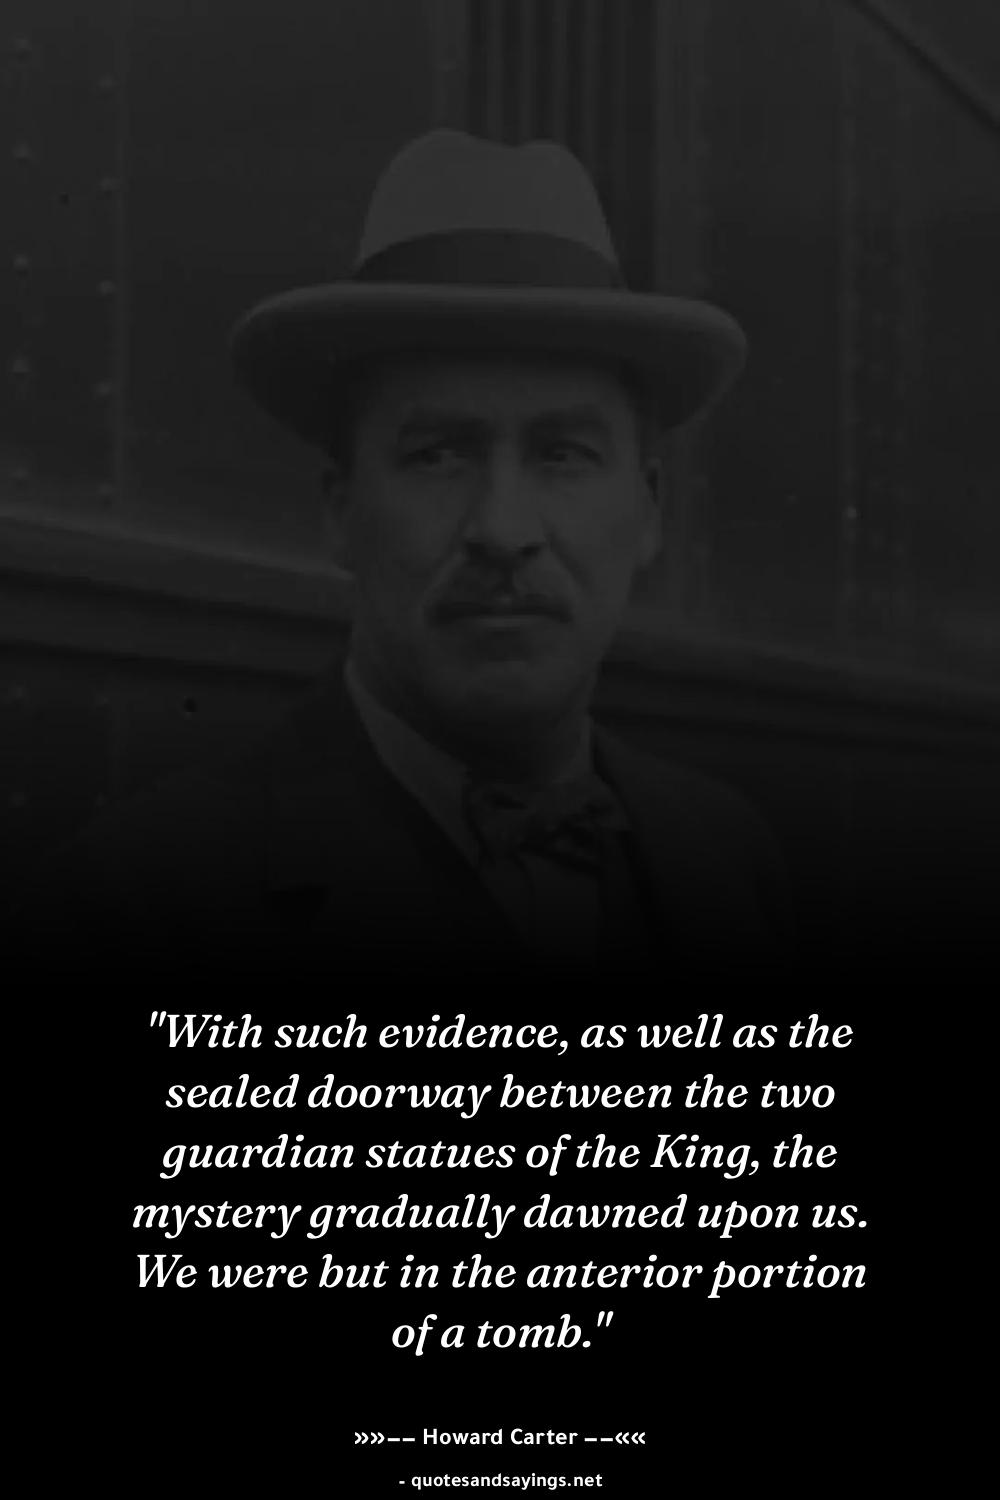 "With such evidence, as well as the
sealed doorway between the two
guardian statues of the King, the
mystery gradually dawned upon us.
We were but in the anterior portion
of a tomb."
»»−− Howard Carter −−««
- quotesandsayings.net